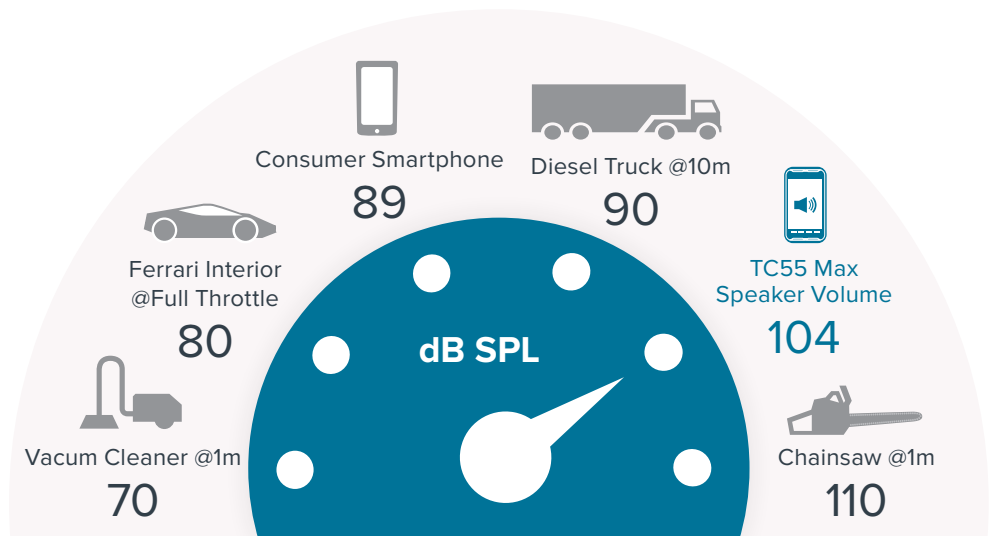 Consumer Smartphone
89
Diesel Truck @10m
90
Ferrari Interior
@Full Throttle
80
TC55 Max
Speaker Volume
104
dB SPL
Vacum Cleaner @1m
70
Chainsaw @1m
110